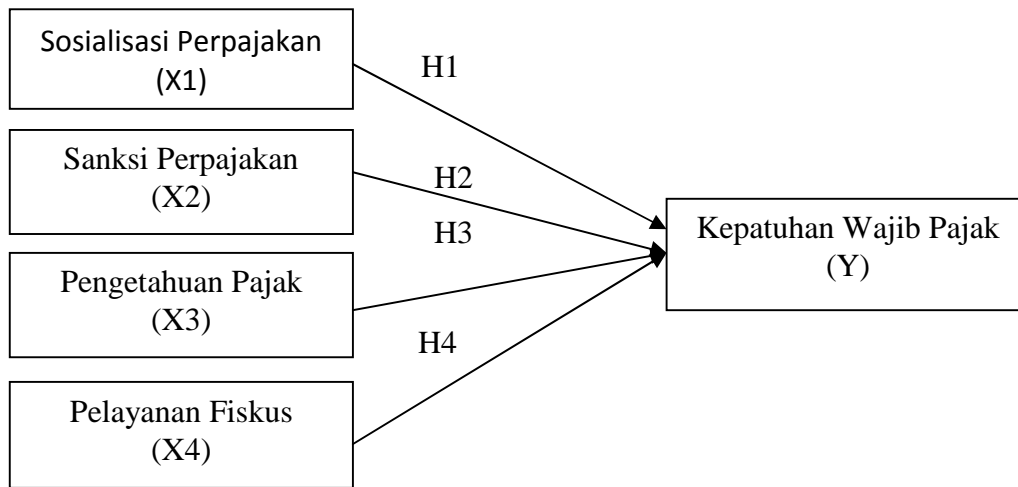 Sosialisasi Perpajakan
(X1)
H1
Sanksi Perpajakan
(X2)
H2
H3
Pengetahuan Pajak
(X3)
H4
Pelayanan Fiskus
(X4)
Kepatuhan Wajib Pajak
(Y)